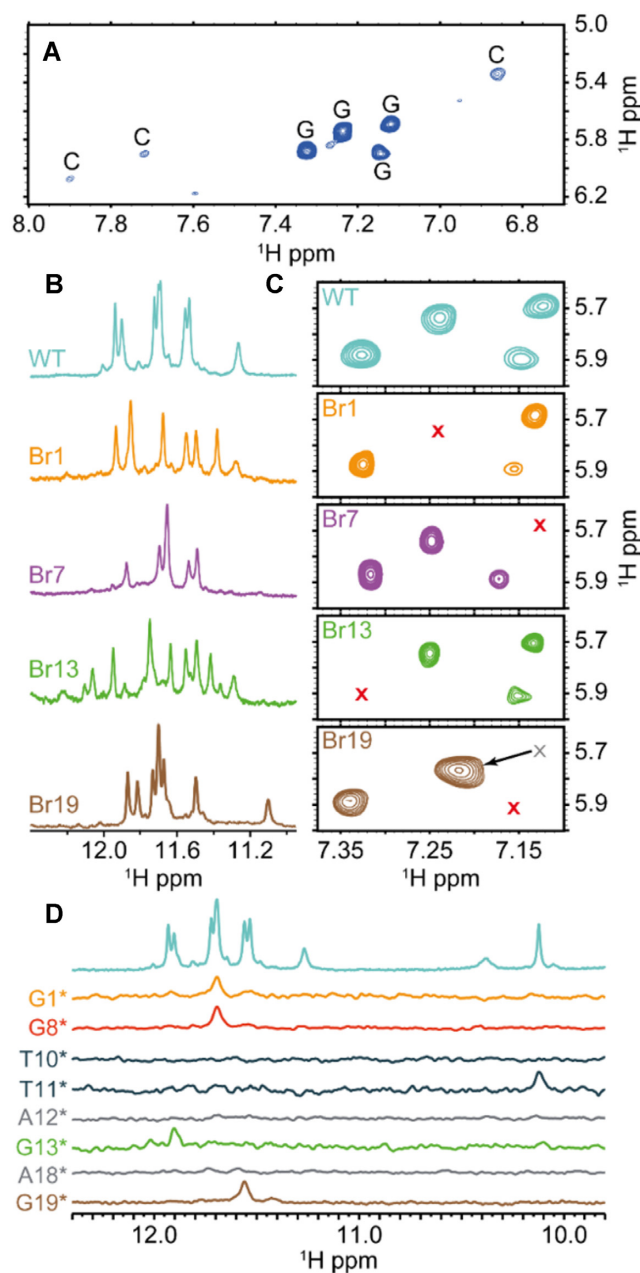 A
C
C
G
G
G
G
C
5.0
5.4
5.8
6.2
¹H ppm
8.0 7.8 7.6 7.4 7.2 7.0 6.8
¹H ppm
B
C
WT
Br1
Br7
Br13
Br19
12.0 11.6 11.2
¹H ppm
WT
5.7
5.9
Br1
x
5.7
5.9
Br7
x
5.7
5.9
Br13
x
5.7
5.9
Br19
x
x
5.7
5.9
¹H ppm
7.35 7.25 7.15
¹H ppm
D
G1*
G8*
T10*
T11*
A12*
G13*
A18*
G19*
12.0 11.0 10.0
¹H ppm